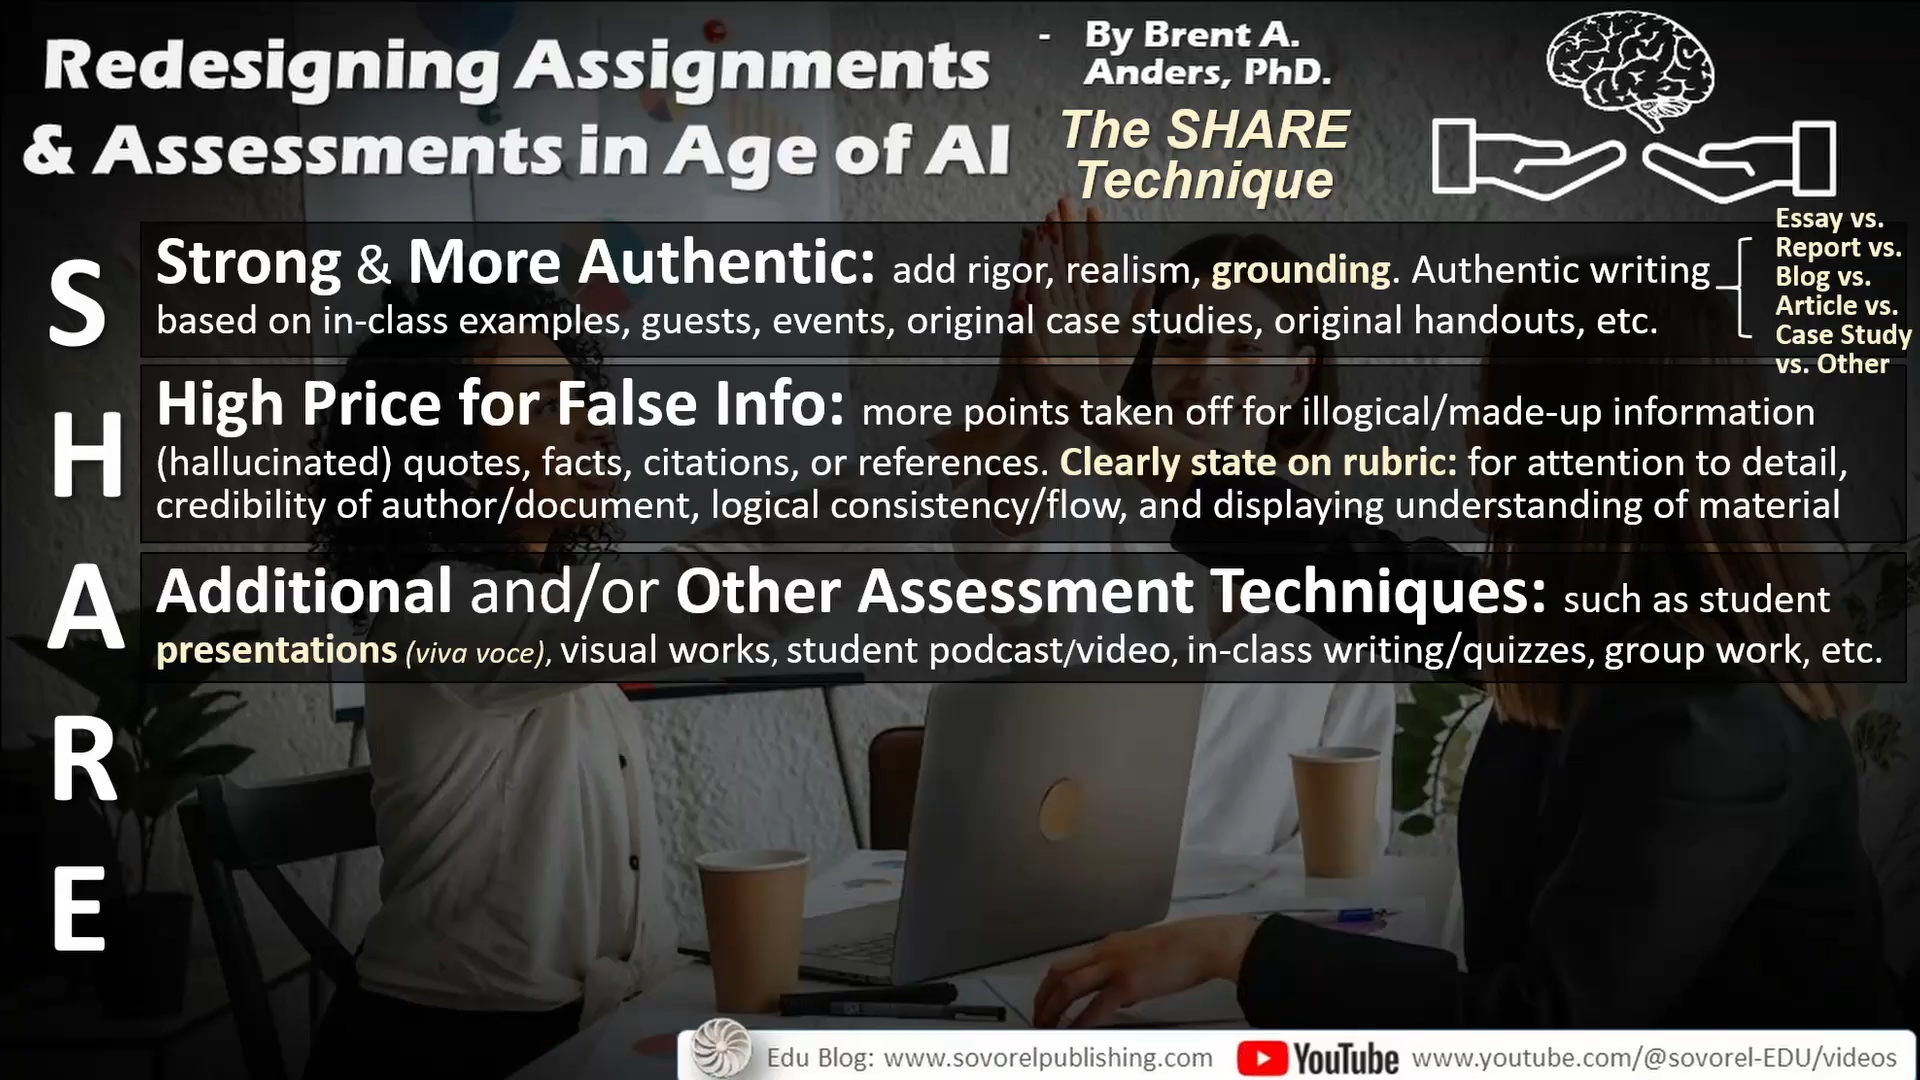 Redesigning Assignments
& Assessments in Age of AI
- By Brent A.
Anders, PhD.
The SHARE
Technique
S
Strong & More Authentic: add rigor, realism, grounding. Authentic writing
based on in-class examples, guests, events, original case studies, original handouts, etc.
Essay vs.
Report vs.
Blog vs.
Article vs.
Case Study
vs. Other
H
High Price for False Info: more points taken off for illogical/made-up information
(hallucinated) quotes, facts, citations, or references. Clearly state on rubric: for attention to detail,
credibility of author/document, logical consistency/flow, and displaying understanding of material
A
Additional and/or Other Assessment Techniques: such as student
presentations (viva voce), visual works, student podcast/video, in-class writing/quizzes, group work, etc.
R
E
Edu Blog: www.sovorelpublishing.com YouTube www.youtube.com/@sovorel-EDU/videos